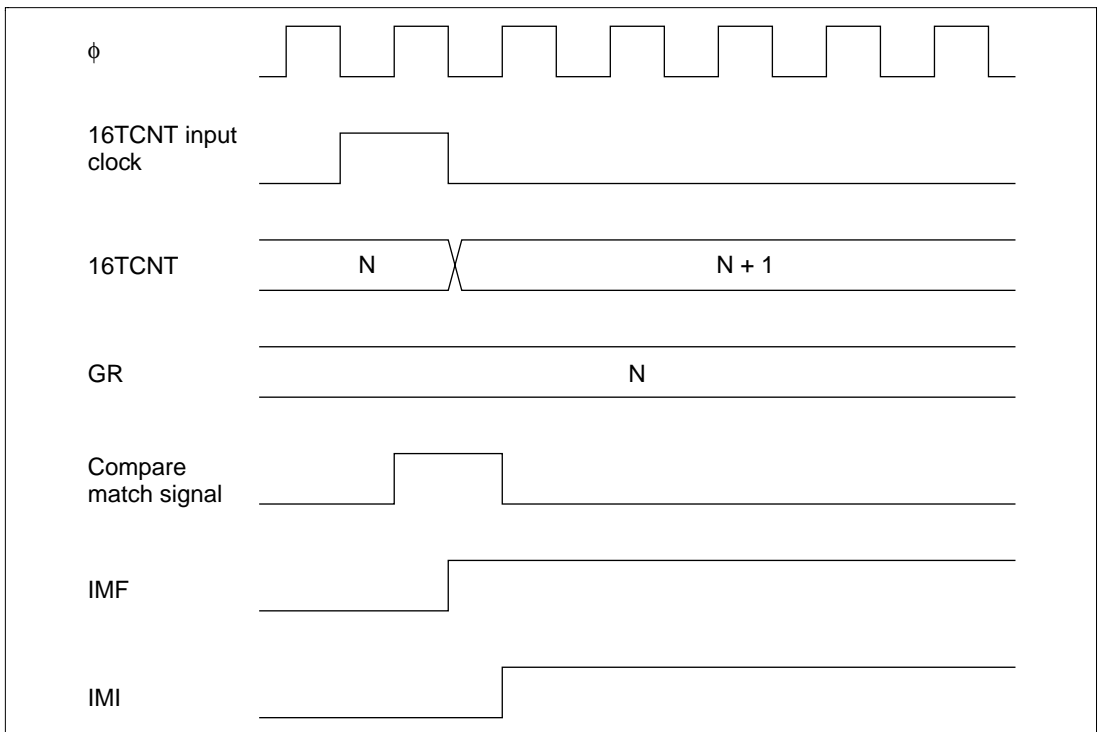 ϕ
16TCNT input
clock
16TCNT
N
N + 1
GR
N
Compare
match signal
IMF
IMI